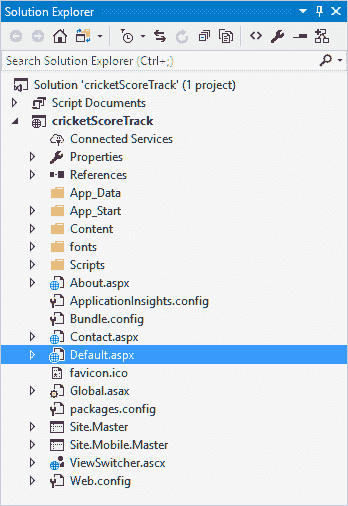 Solution Explorer
Search Solution Explorer (Ctrl+;)
Solution 'cricketScoreTrack' (1 project)
Script Documents
cricketScoreTrack
Connected Services
Properties
References
App_Data
App_Start
Content
fonts
Scripts
About.aspx
ApplicationInsights.config
Bundle.config
Contact.aspx
Default.aspx
favicon.ico
Global.asax
packages.config
Site.Master
Site.Mobile.Master
ViewSwitcher.ascx
Web.config